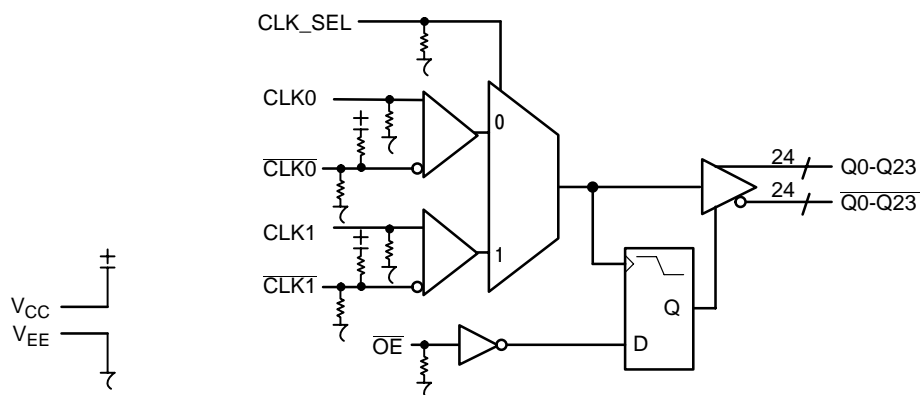 CLK_SEL
CLK0
0
CLK0
24
Q0-Q23
24
Q0-Q23
CLK1
1
CLK1
VCC
VEE
Q
OE
D